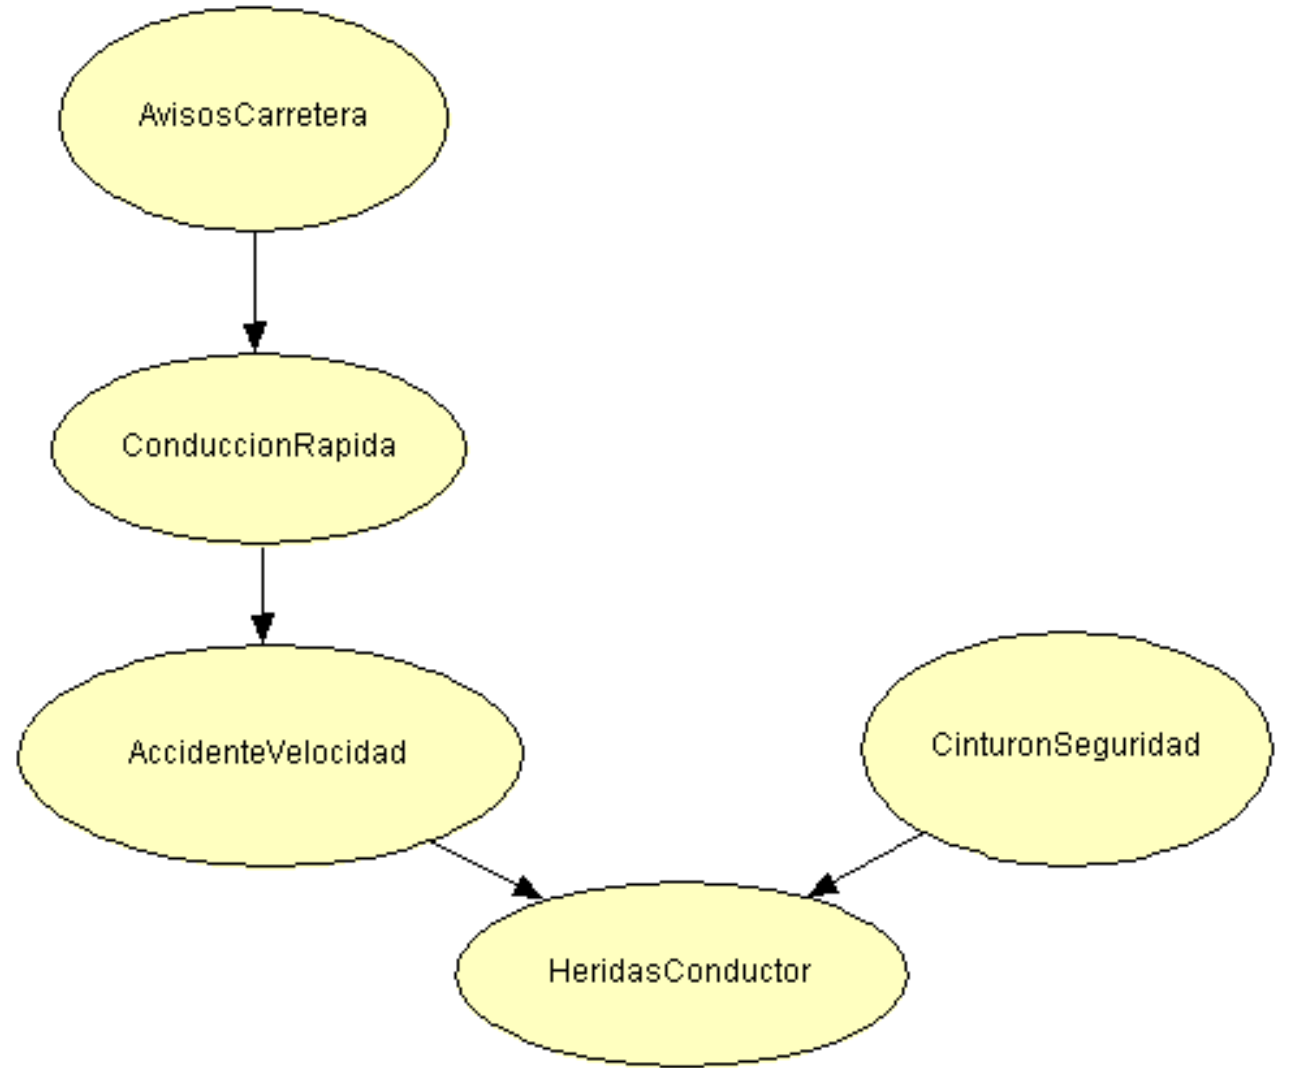 AvisosCarretera
ConduccionRapida
AccidenteVelocidad
CinturonSeguridad
HeridasConductor